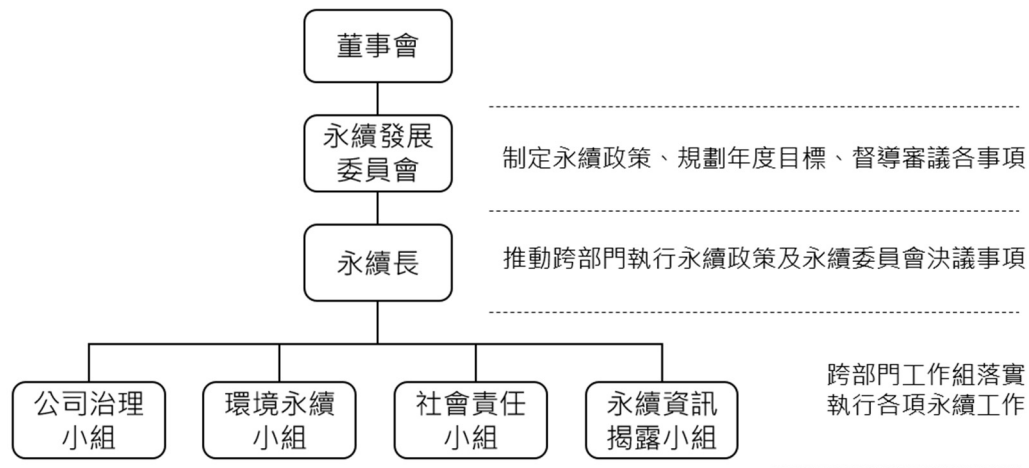 董事會
永續發展
委員會
制定永續政策、規劃年度目標、督導審議各事項
永續長
推動跨部門執行永續政策及永續委員會決議事項
公司治理
小組
環境永續
小組
社會責任
小組
永續資訊
揭露小組
跨部門工作組落實
執行各項永續工作